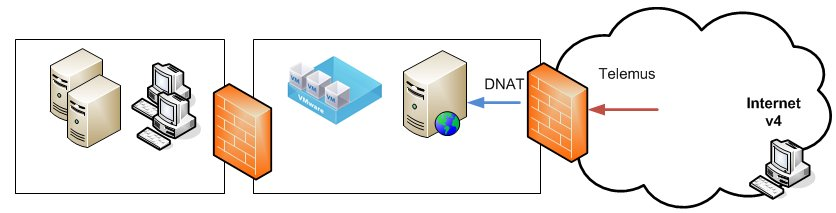 VM VM VM
VMware
DNAT
Telemus
Internet
v4